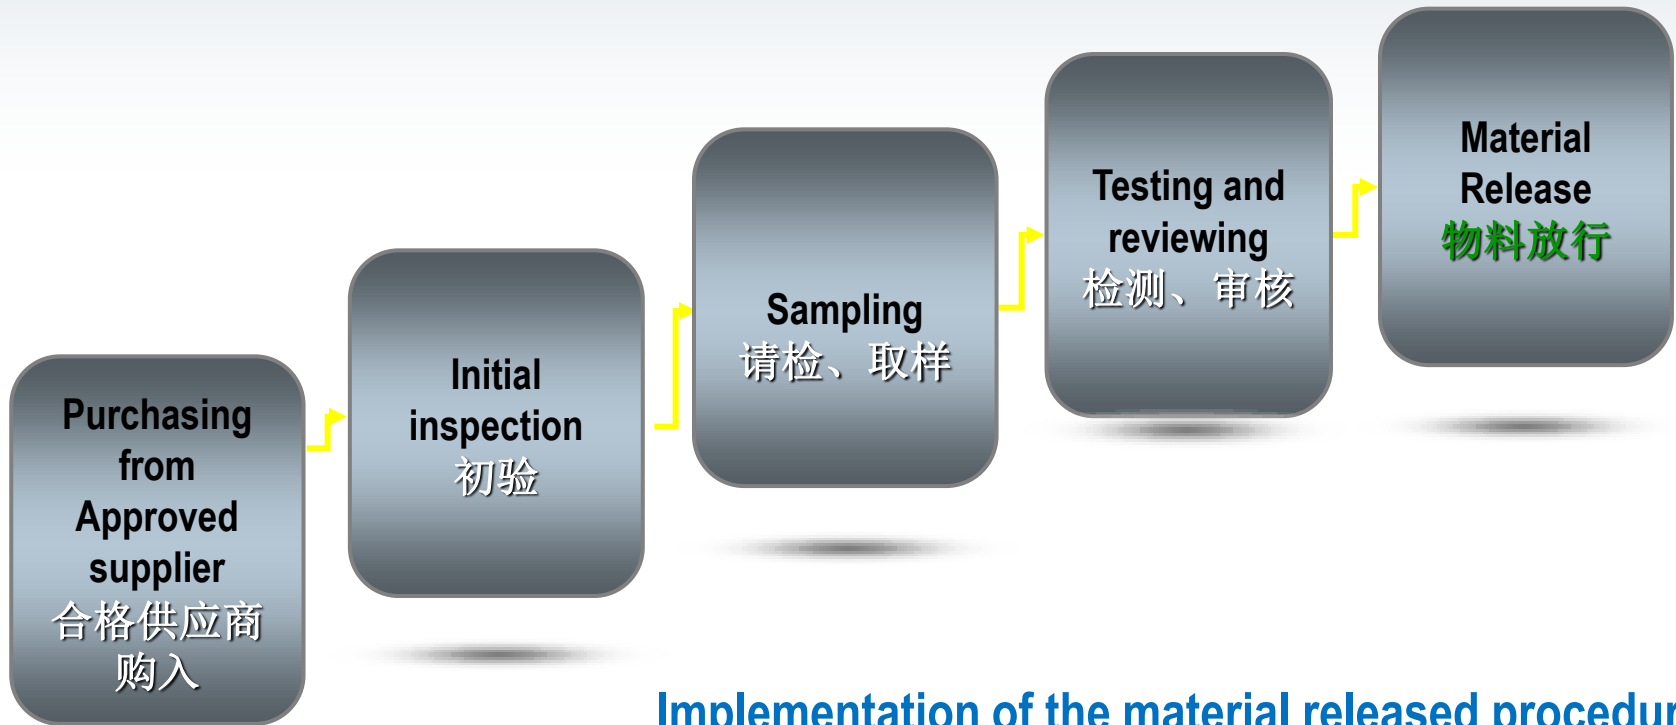 Purchasing
from
Approved
supplier
合格供应商
购入
Initial
inspection
初验
Sampling
请检、取样
Testing and
reviewing
检测、审核
Material
Release
物料放行
Implementation of the material released